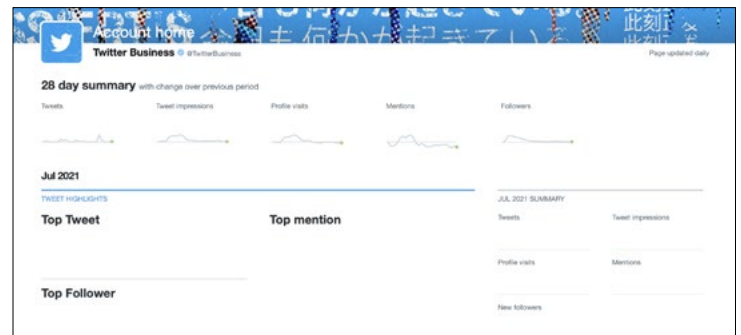 Account home
Twitter Business @TwitterBusiness
Page updated daily
28 day summary with change over previous period
Tweets
Tweet impressions
Profile visits
Mentions
Followers
Jul 2021
TWEET HIGHLIGHTS
Top Tweet
Top mention
Top Follower
JUL 2021 SUMMARY
Tweets
Tweet impressions
Profile visits
Mentions
New followers